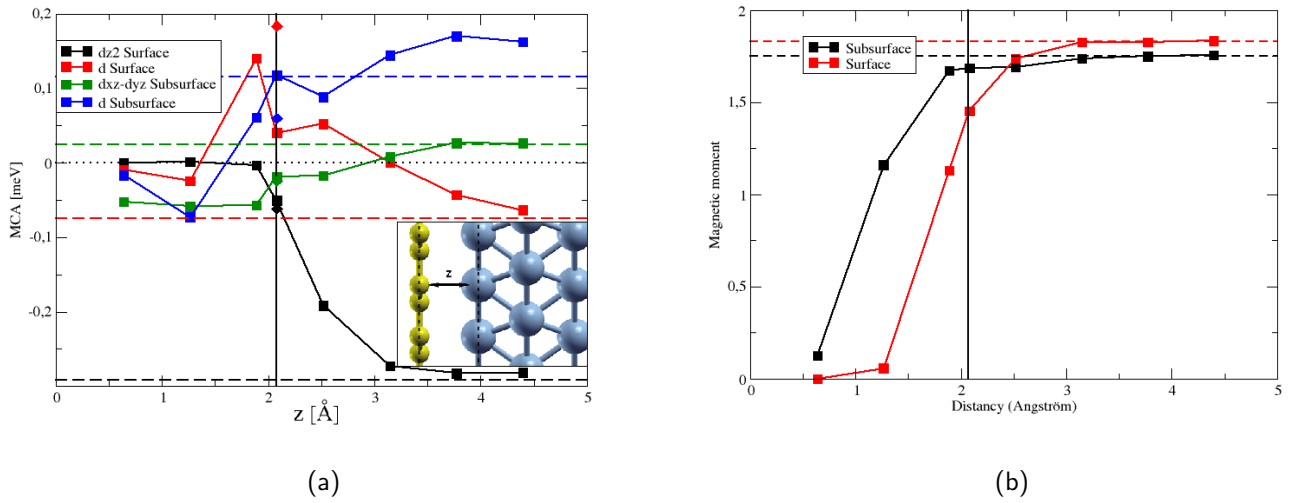 0,2
0,1
0
-0,1
-0,2
MCA [meV]
dz2 Surface
d Surface
dxz-dyz Subsurface
d Subsurface
z
0 1 2 3 4 5
z [Å]
(a)
2
1,5
1
0,5
0
Magnetic moment
Subsurface
Surface
0 1 2 3 4 5
Distancy (Angström)
(b)